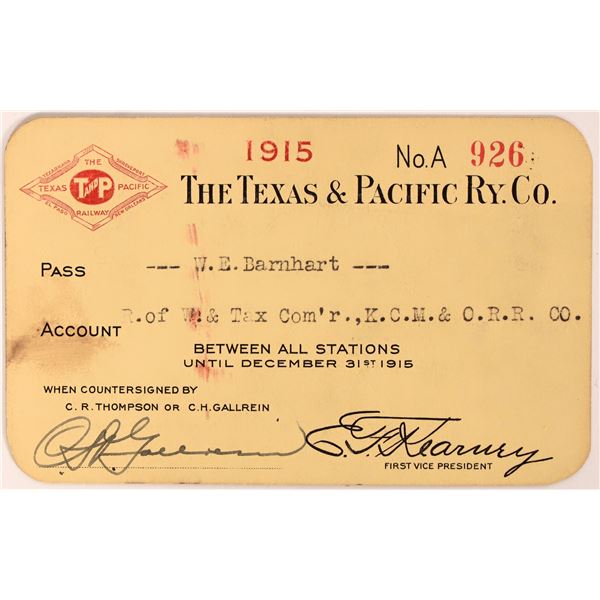 1915 No. A 926
THE TEXAS & PACIFIC RY. CO.
TEXARKANA SHREVEPORT
THE
TEXAS T AND P PACIFIC
RAILWAY
EL PASO NEW ORLEANS
PASS --- W.E.Barnhart ---
ACCOUNT R.of W.& Tax Com'r.,K.C.M.& O.R.R. CO.
BETWEEN ALL STATIONS
UNTIL DECEMBER 31ST 1915
WHEN COUNTERSIGNED BY
C. R. THOMPSON OR C. H. GALLREIN
C H Gallrein
E. F. Kearney
FIRST VICE PRESIDENT